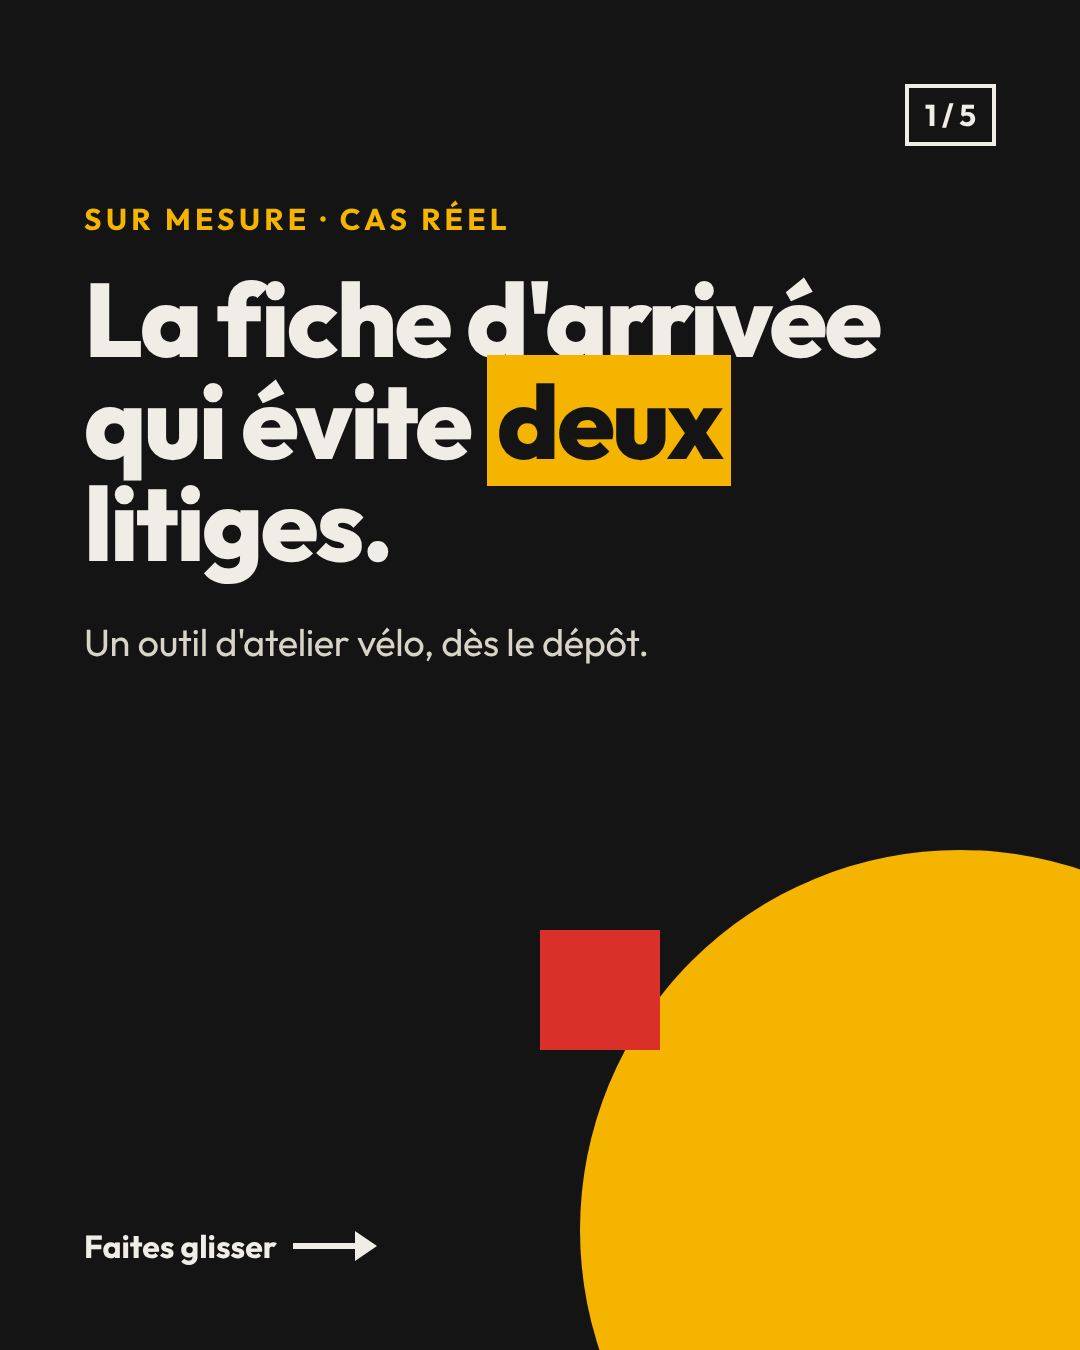 1 / 5
SUR MESURE · CAS RÉEL
La fiche d'arrivée
qui évite deux
litiges.
Un outil d'atelier vélo, dès le dépôt.
Faites glisser